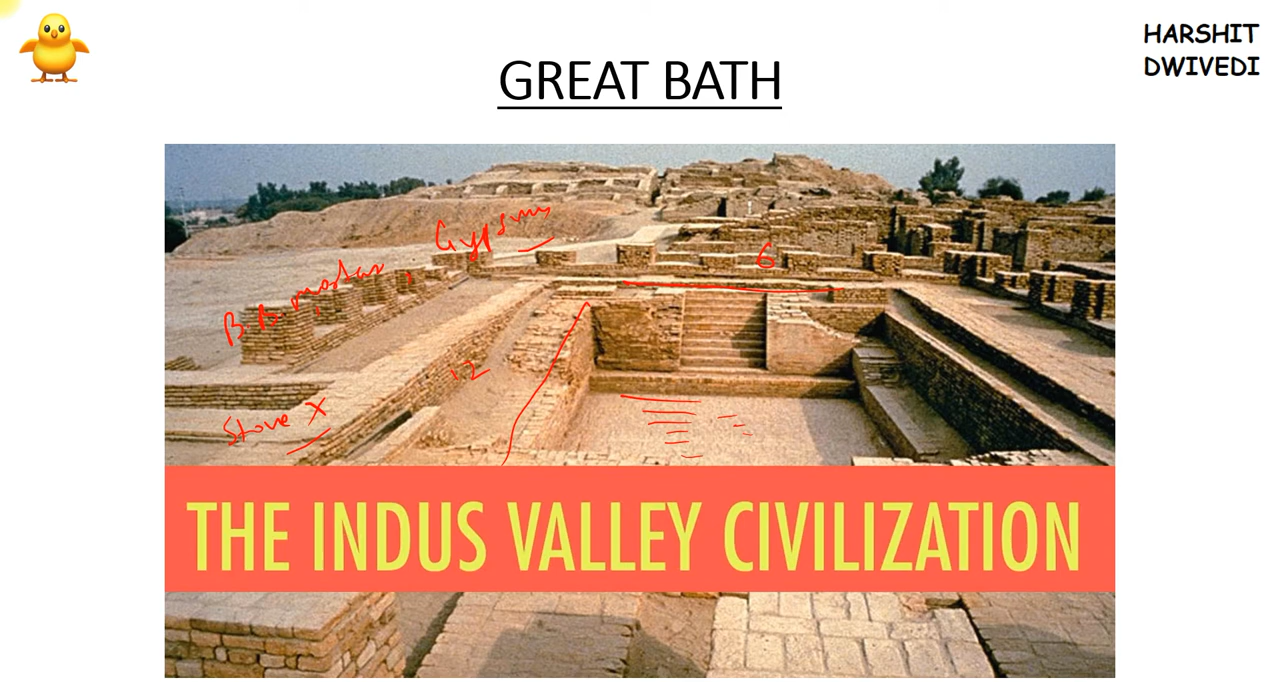 HARSHIT
DWIVEDI
GREAT BATH
Gypsum
6
B.B. mortar,
12
Stone X
THE INDUS VALLEY CIVILIZATION